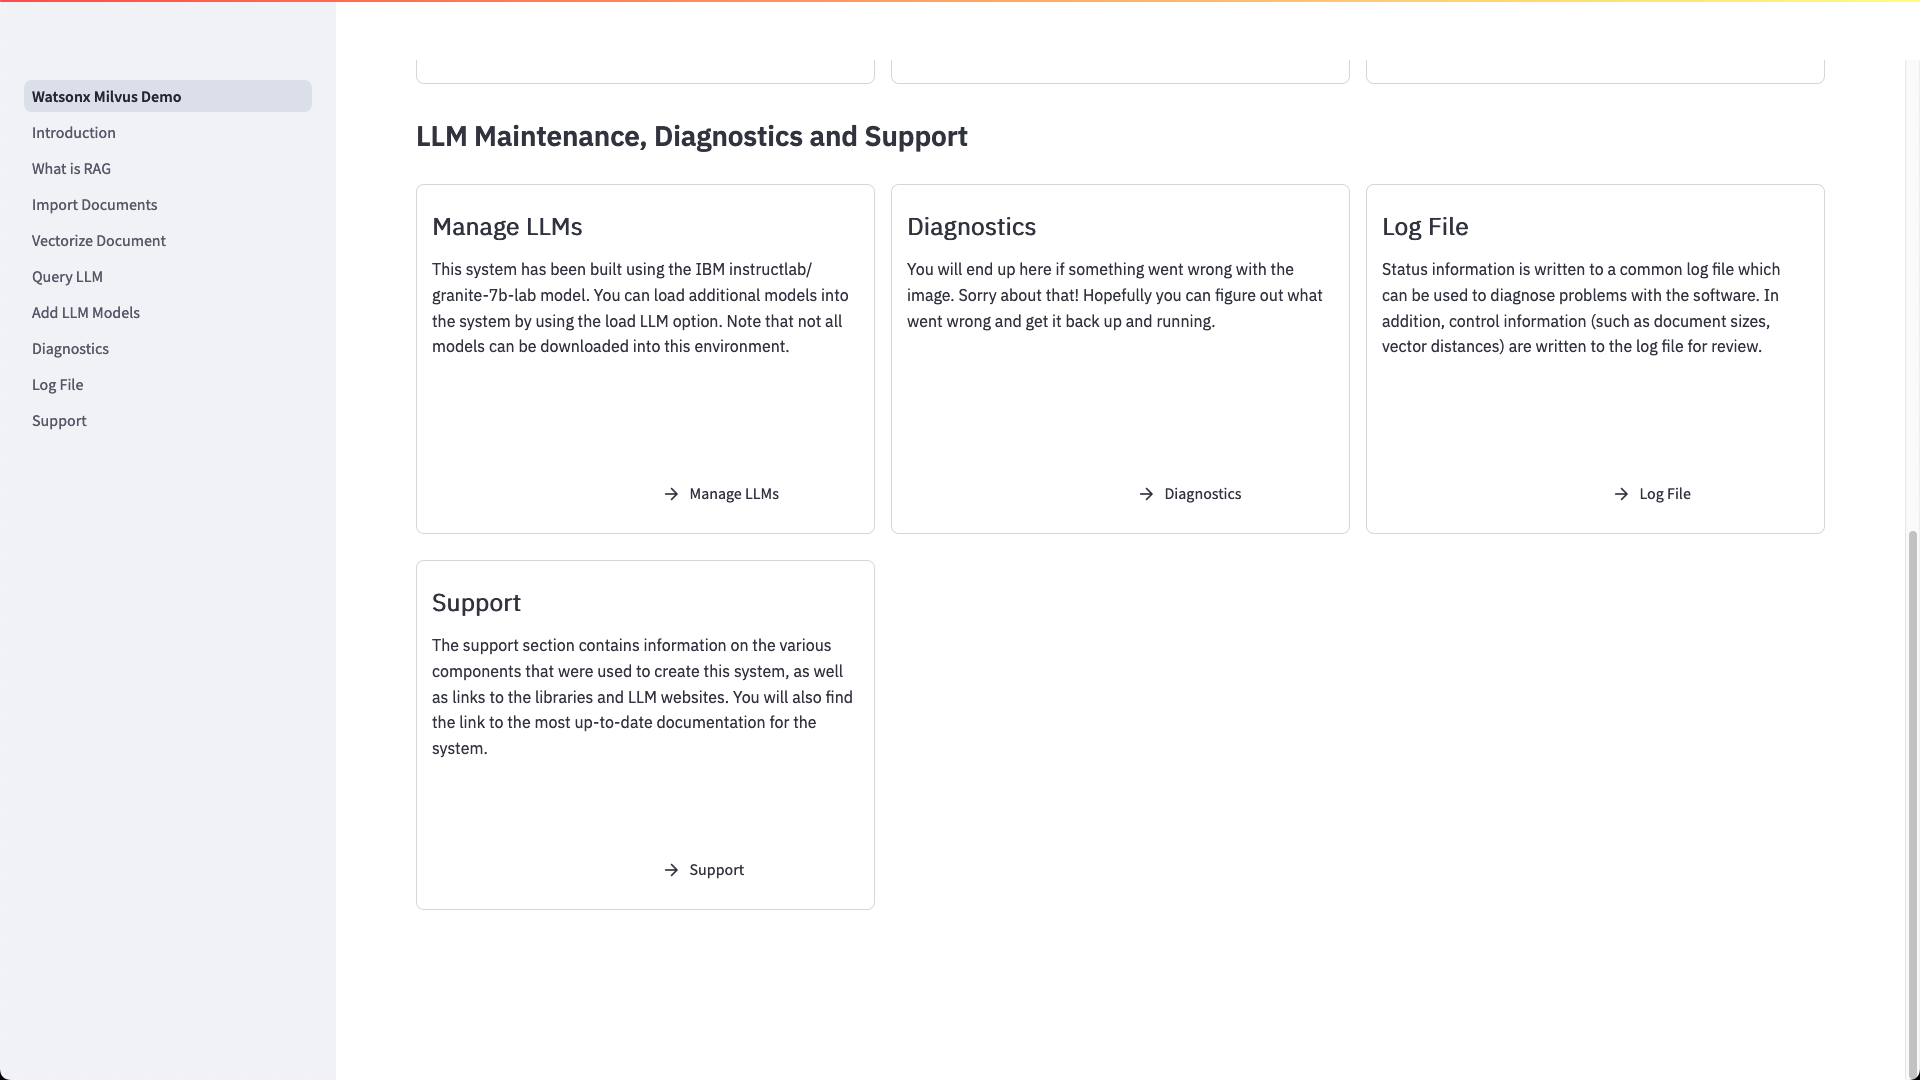 Watsonx Milvus Demo
Introduction
What is RAG
Import Documents
Vectorize Document
Query LLM
Add LLM Models
Diagnostics
Log File
Support
LLM Maintenance, Diagnostics and Support
Manage LLMs
This system has been built using the IBM instructlab/
granite-7b-lab model. You can load additional models into
the system by using the load LLM option. Note that not all
models can be downloaded into this environment.
Manage LLMs
Diagnostics
You will end up here if something went wrong with the
image. Sorry about that! Hopefully you can figure out what
went wrong and get it back up and running.
Diagnostics
Log File
Status information is written to a common log file which
can be used to diagnose problems with the software. In
addition, control information (such as document sizes,
vector distances) are written to the log file for review.
Log File
Support
The support section contains information on the various
components that were used to create this system, as well
as links to the libraries and LLM websites. You will also find
the link to the most up-to-date documentation for the
system.
Support